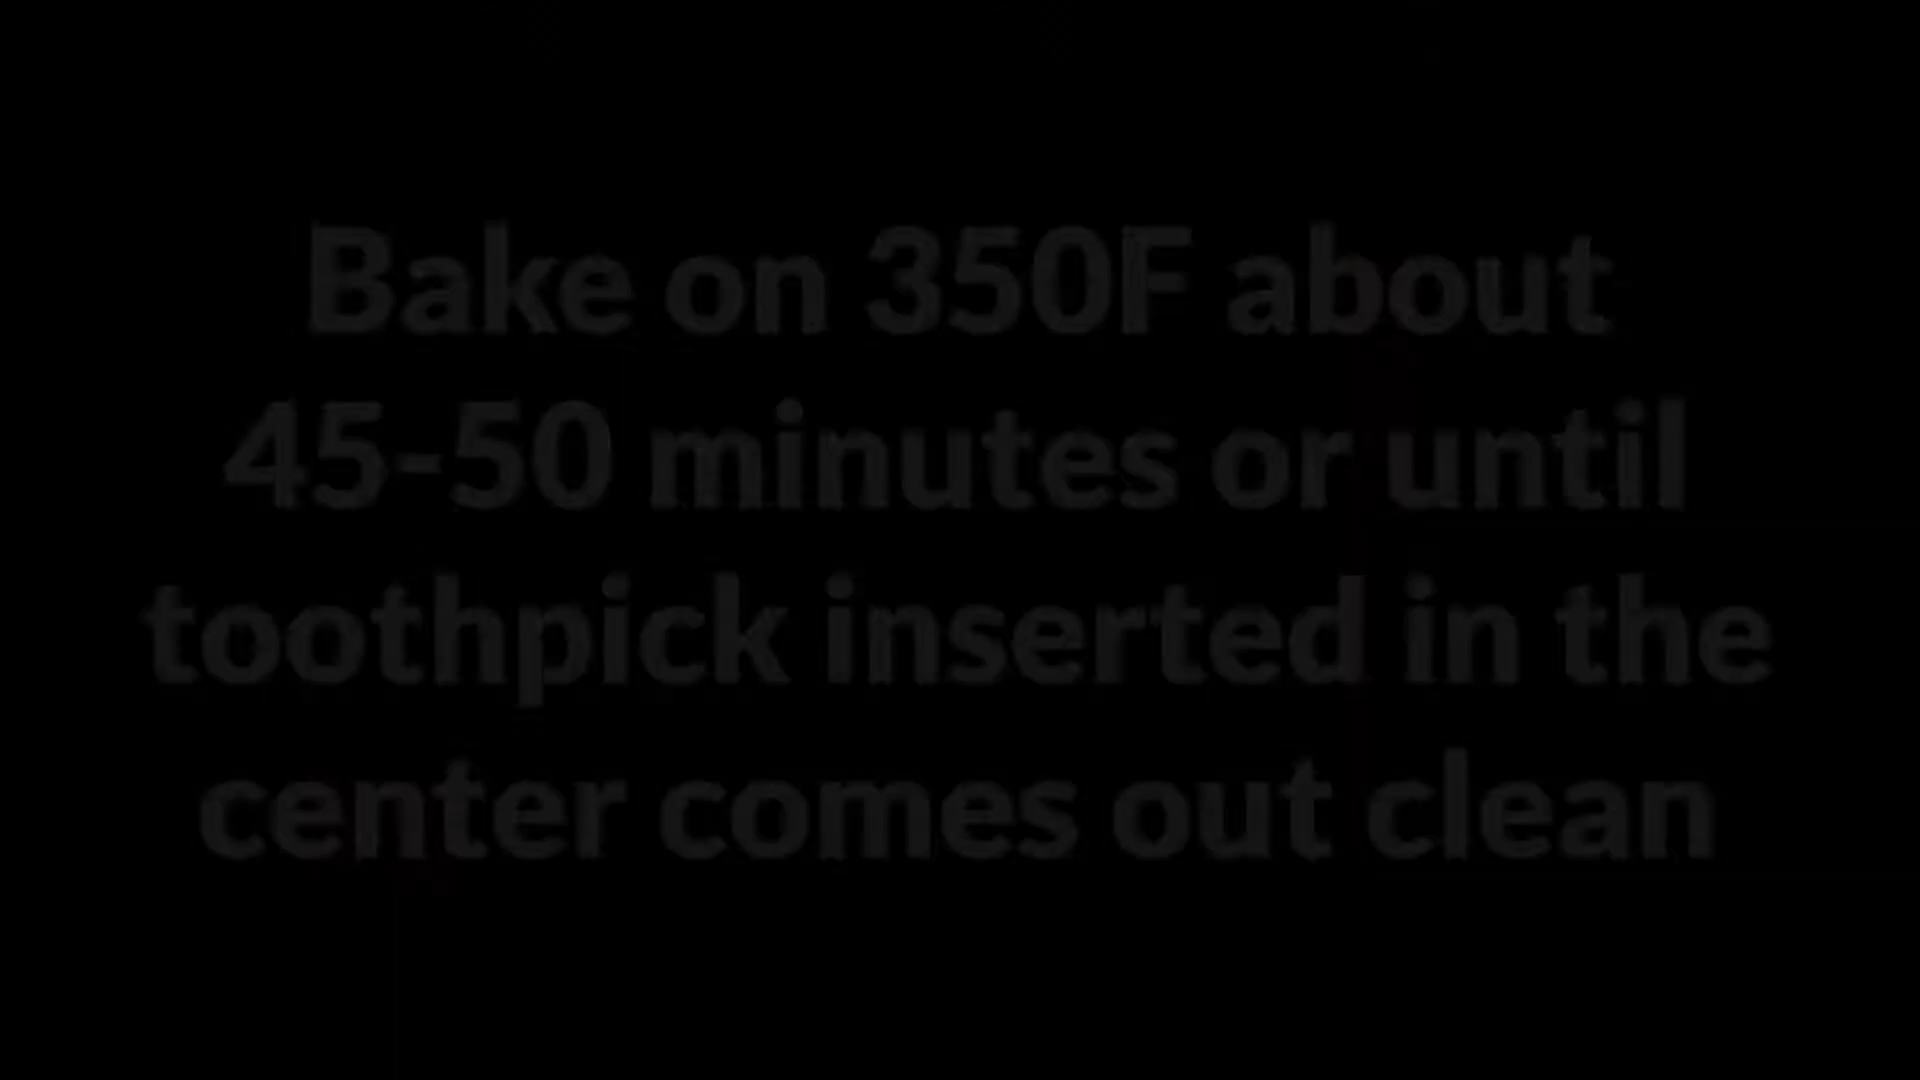 Bake on 350F about
45-50 minutes or until
toothpick inserted in the
center comes out clean